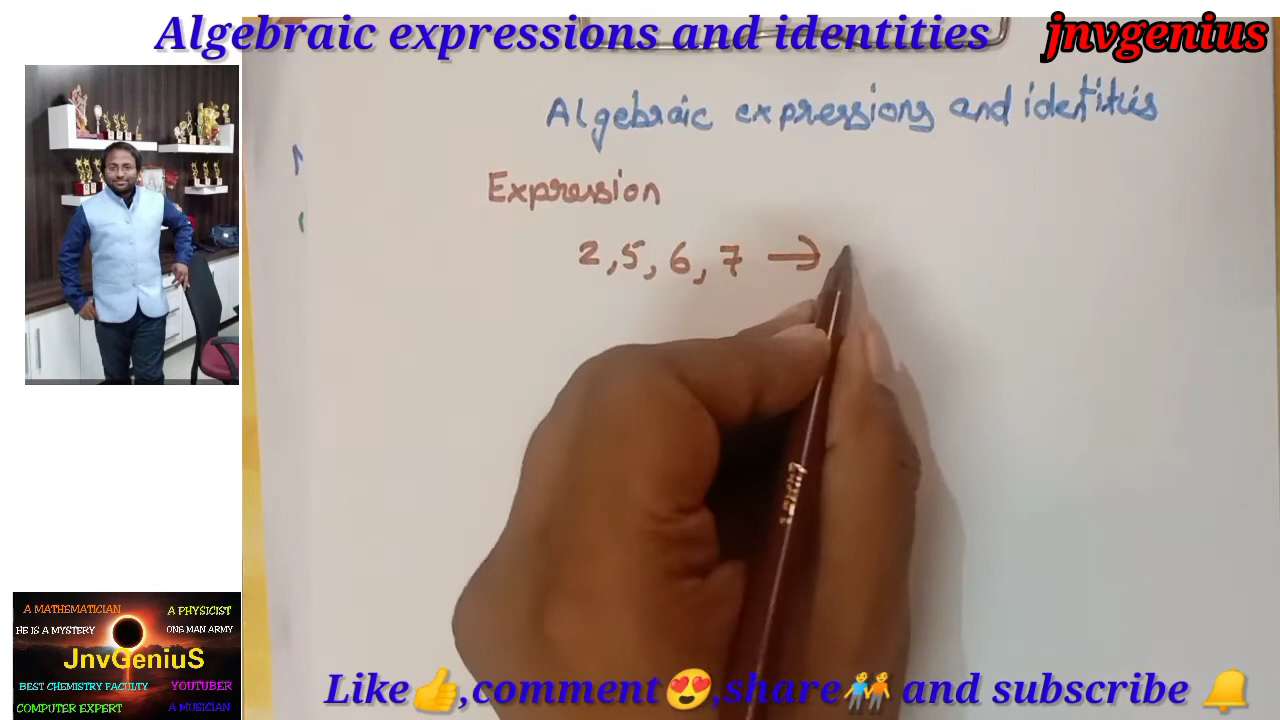 Algebraic expressions and identities
jnvgenius
Algebraic expressions and identities
Expression
2, 5, 6, 7 →
A MATHEMATICIAN
A PHYSICIST
HE IS A MYSTERY
ONE MAN ARMY
JnvGeniuS
BEST CHEMISTRY FACULTY
YOUTUBER
COMPUTER EXPERT
A MUSICIAN
Like👍,comment😍,share🧑‍🤝‍🧑 and subscribe 🔔